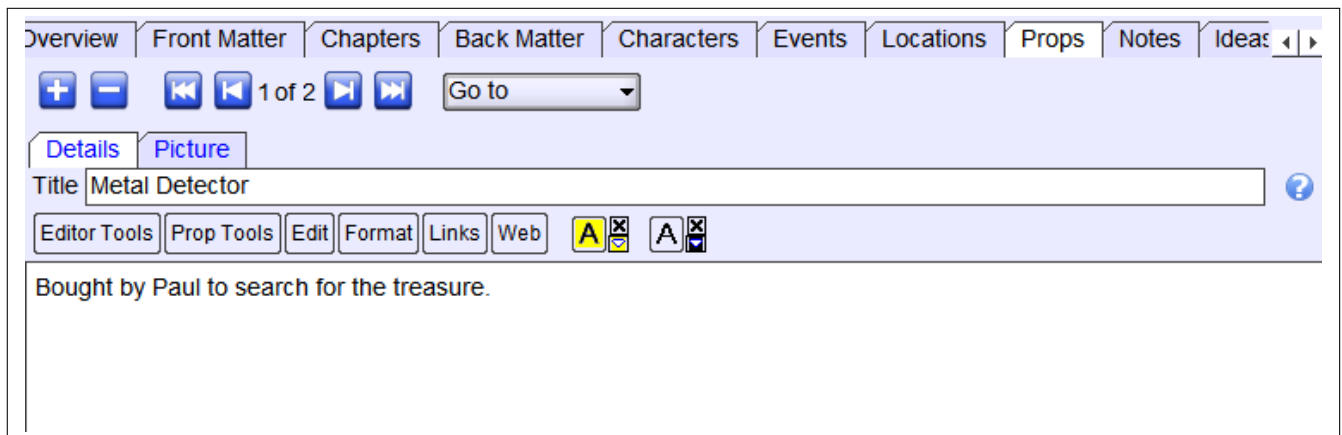 Overview Front Matter Chapters Back Matter Characters Events Locations Props Notes Ideas
1 of 2 Go to
Details Picture
Title Metal Detector ?
Editor Tools Prop Tools Edit Format Links Web A A
Bought by Paul to search for the treasure.